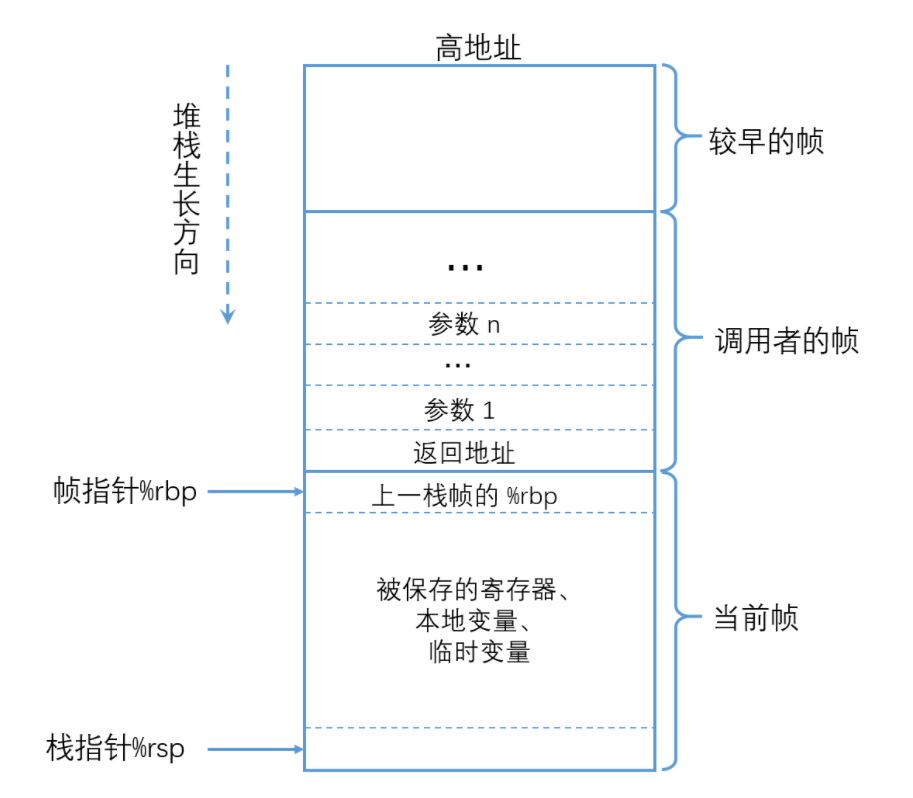 高地址
堆栈生长方向
较早的帧
...
参数 n
...
参数 1
返回地址
调用者的帧
帧指针%rbp
上一栈帧的 %rbp
被保存的寄存器、
本地变量、
临时变量
当前帧
栈指针%rsp